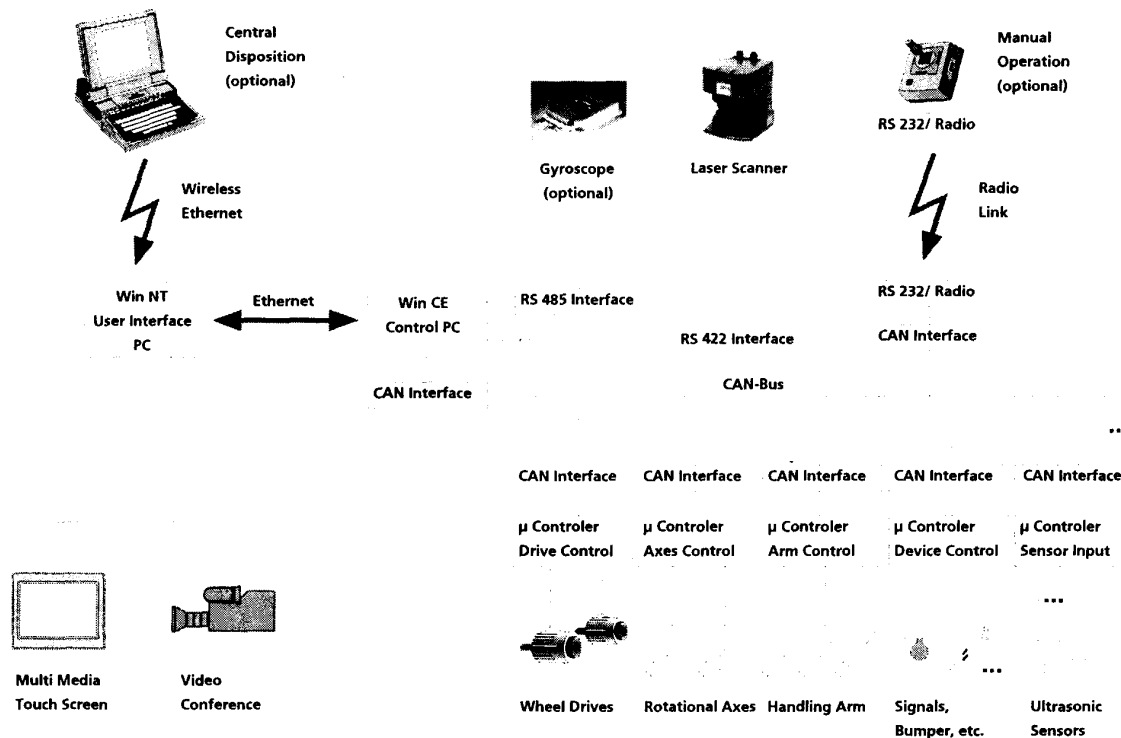 Central
Disposition
(optional)
Manual
Operation
(optional)
RS 232/ Radio
Gyroscope
(optional)
Laser Scanner
Wireless
Ethernet
Radio
Link
Win NT
User Interface
PC
Ethernet
Win CE
Control PC
RS 485 Interface
RS 232/ Radio
RS 422 Interface
CAN Interface
CAN Interface
CAN-Bus
..
CAN Interface
CAN Interface
CAN Interface
CAN Interface
CAN Interface
µ Controler
Drive Control
µ Controler
Axes Control
µ Controler
Arm Control
µ Controler
Device Control
µ Controler
Sensor Input
...
...
Multi Media
Touch Screen
Video
Conference
Wheel Drives
Rotational Axes
Handling Arm
Signals,
Bumper, etc.
Ultrasonic
Sensors